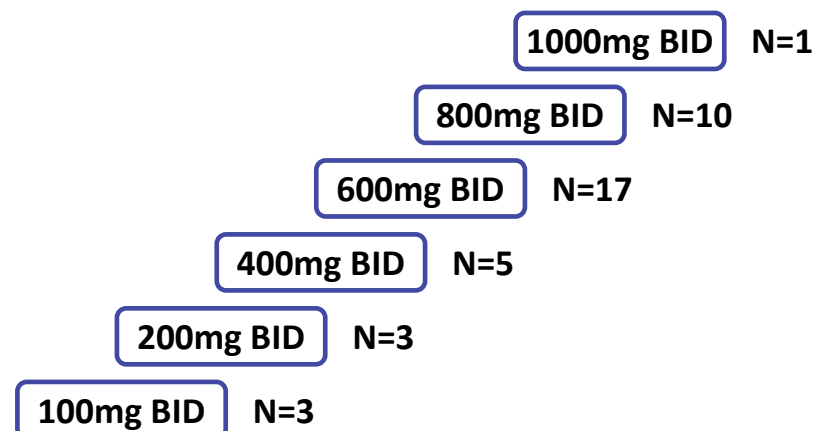 1000mg BID N=1
800mg BID N=10
600mg BID N=17
400mg BID N=5
200mg BID N=3
100mg BID N=3